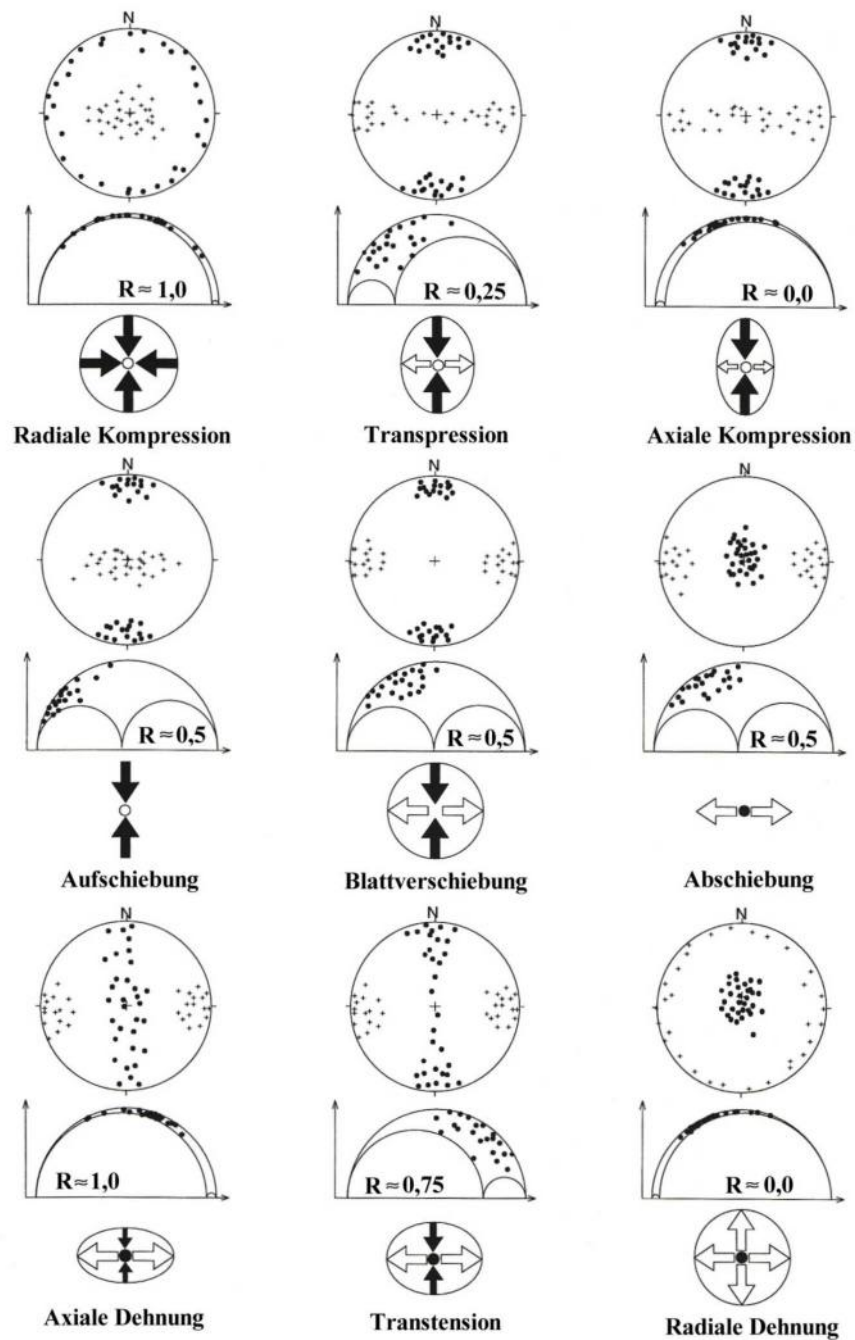 N N N
R ≈ 1,0 R ≈ 0,25 R ≈ 0,0
Radiale Kompression Transpression Axiale Kompression
N N N
R ≈ 0,5 R ≈ 0,5 R ≈ 0,5
Aufschiebung Blattverschiebung Abschiebung
N N N
R≈1,0 R ≈ 0,75 R ≈ 0,0
Axiale Dehnung Transtension Radiale Dehnung